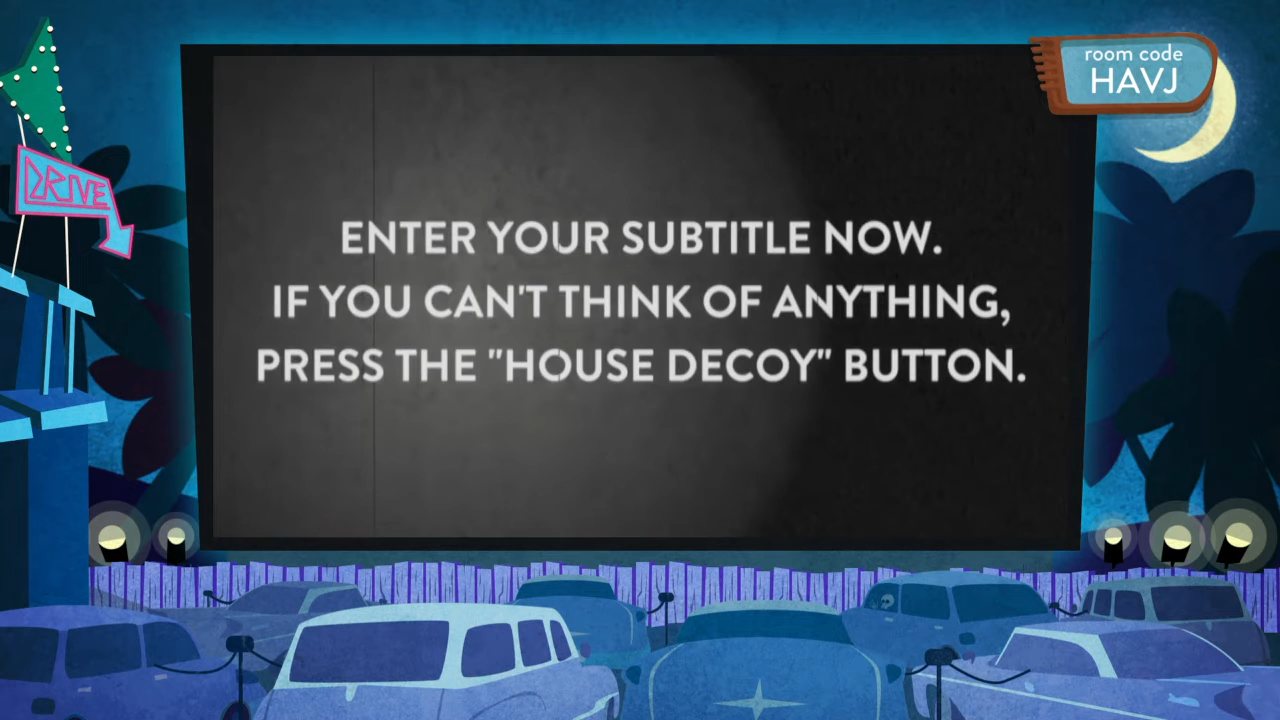 room code
HAVJ
DRIVE
ENTER YOUR SUBTITLE NOW.
IF YOU CAN'T THINK OF ANYTHING,
PRESS THE "HOUSE DECOY" BUTTON.